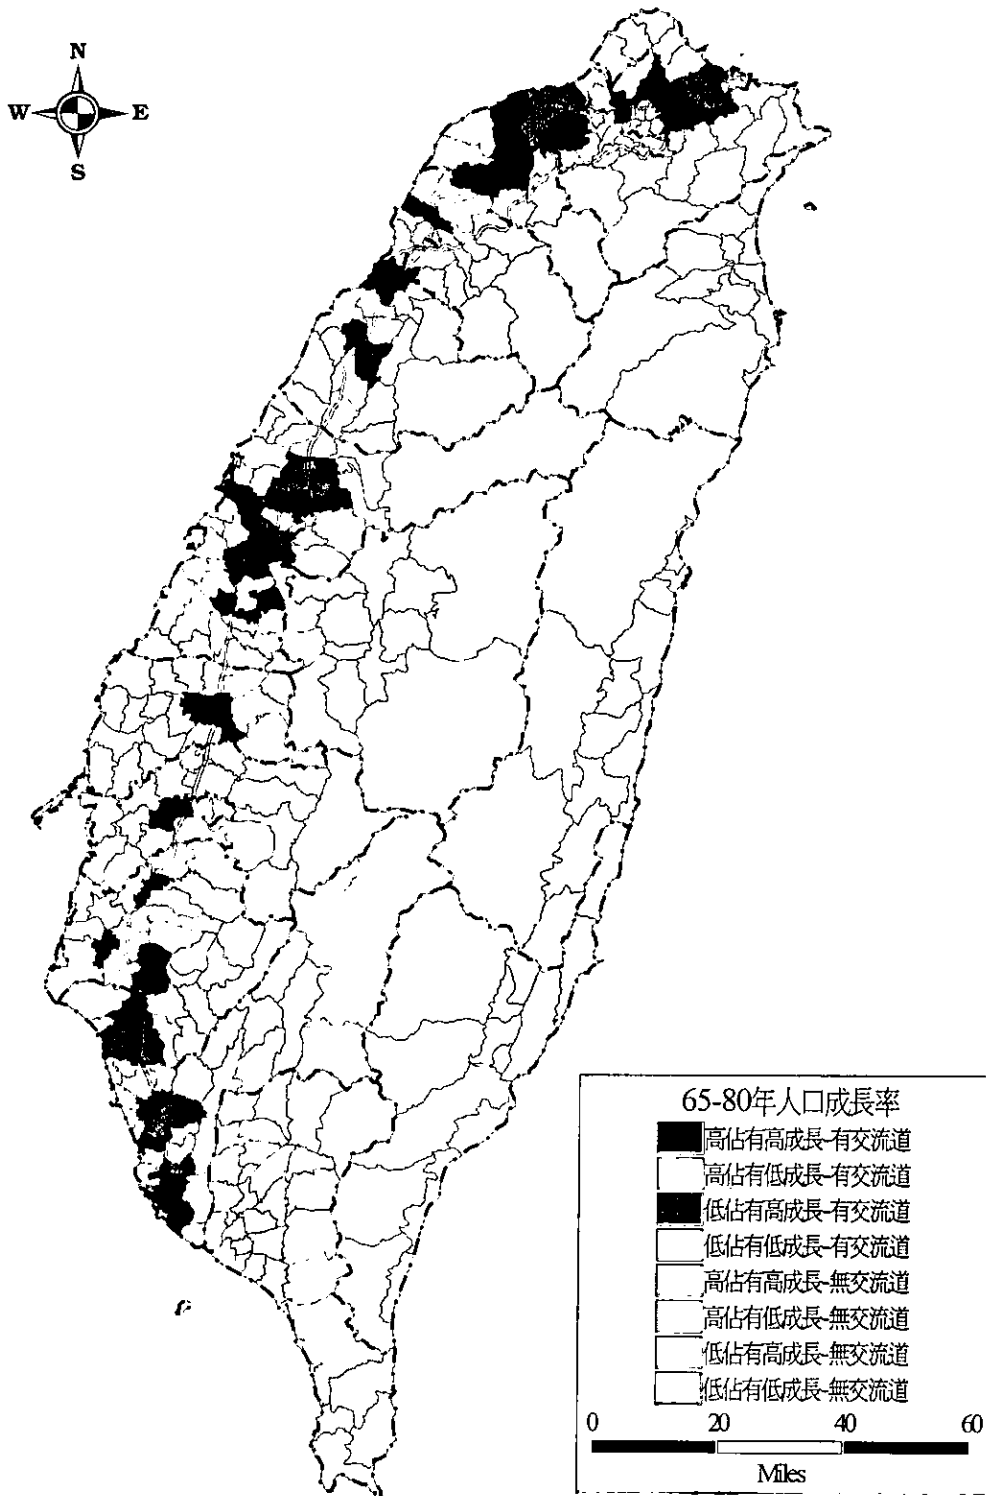 N
W E
S
65-80年人口成長率
高佔有高成長-有交流道
高佔有低成長-有交流道
低佔有高成長-有交流道
低佔有低成長-有交流道
高佔有高成長-無交流道
高佔有低成長-無交流道
低佔有高成長-無交流道
低佔有低成長-無交流道
0 20 40 60
Miles